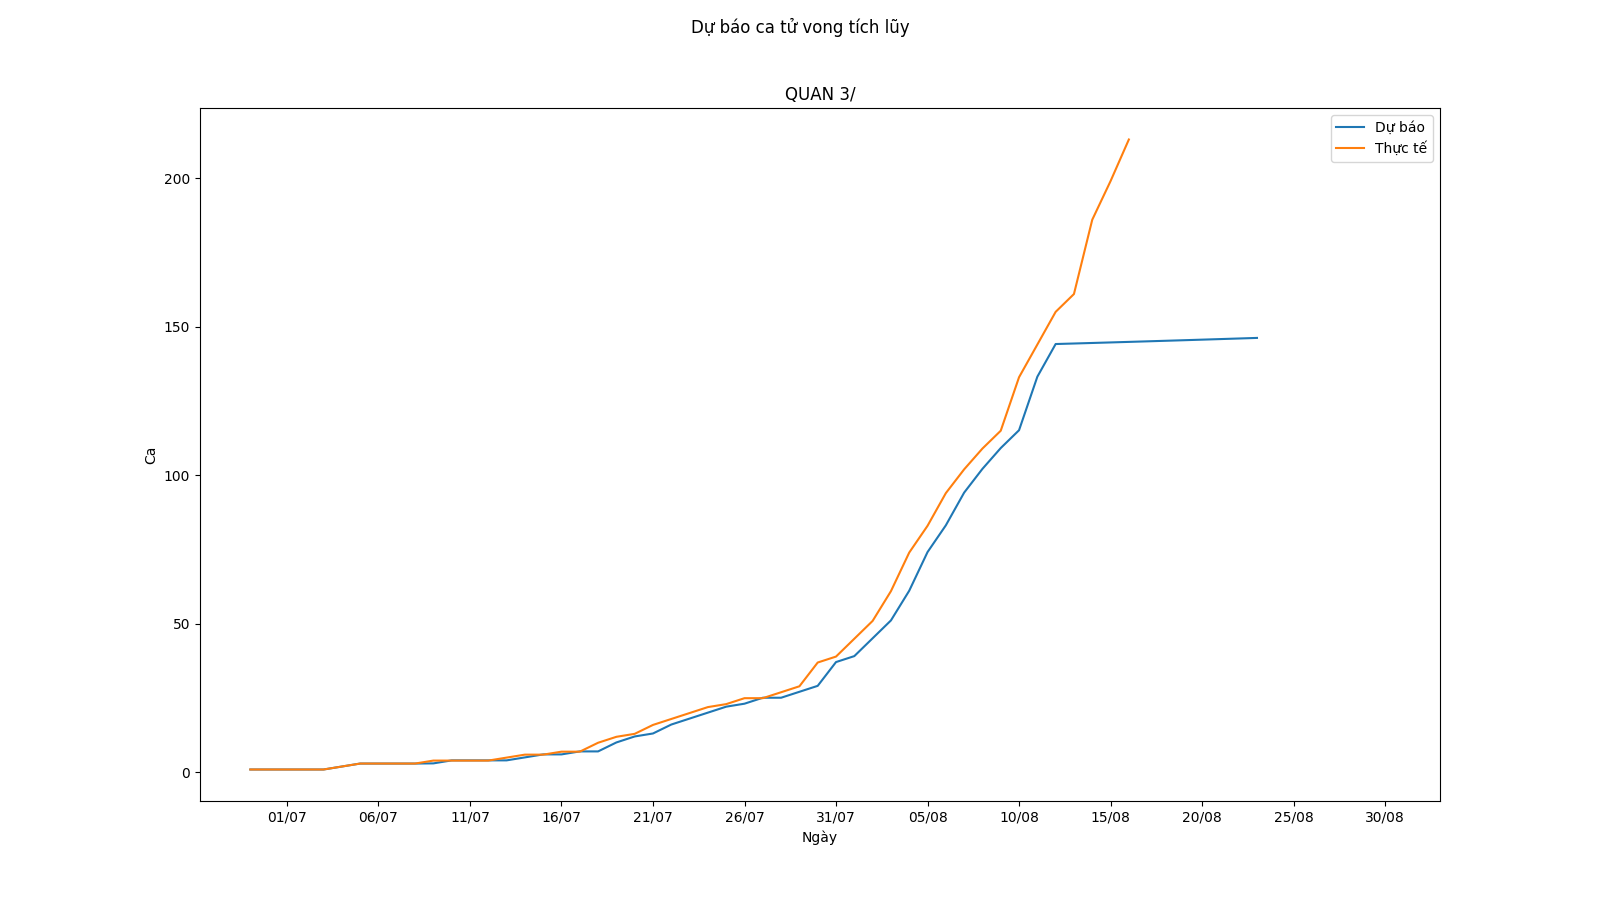 Dự báo ca tử vong tích lũy
QUAN 3/
Dự báo
Thực tế
200
150
100
50
0
Ca
01/07 06/07 11/07 16/07 21/07 26/07 31/07 05/08 10/08 15/08 20/08 25/08 30/08
Ngày